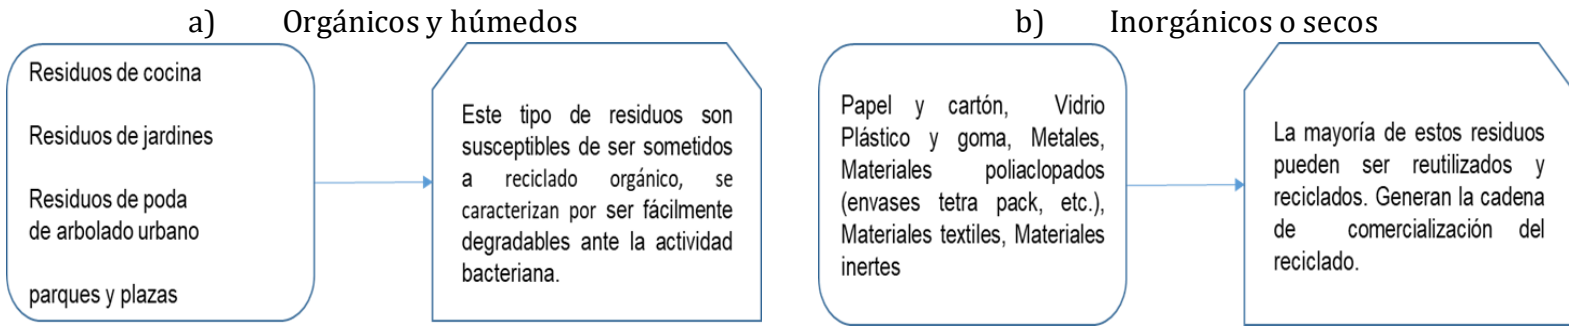 a) Orgánicos y húmedos
Residuos de cocina
Residuos de jardines
Residuos de poda
de arbolado urbano
parques y plazas
Este tipo de residuos son
susceptibles de ser sometidos
a reciclado orgánico, se
caracterizan por ser fácilmente
degradables ante la actividad
bacteriana.
b) Inorgánicos o secos
Papel y cartón, Vidrio
Plástico y goma, Metales,
Materiales poliaclopados
(envases tetra pack, etc.),
Materiales textiles, Materiales
inertes
La mayoría de estos residuos
pueden ser reutilizados y
reciclados. Generan la cadena
de comercialización del
reciclado.